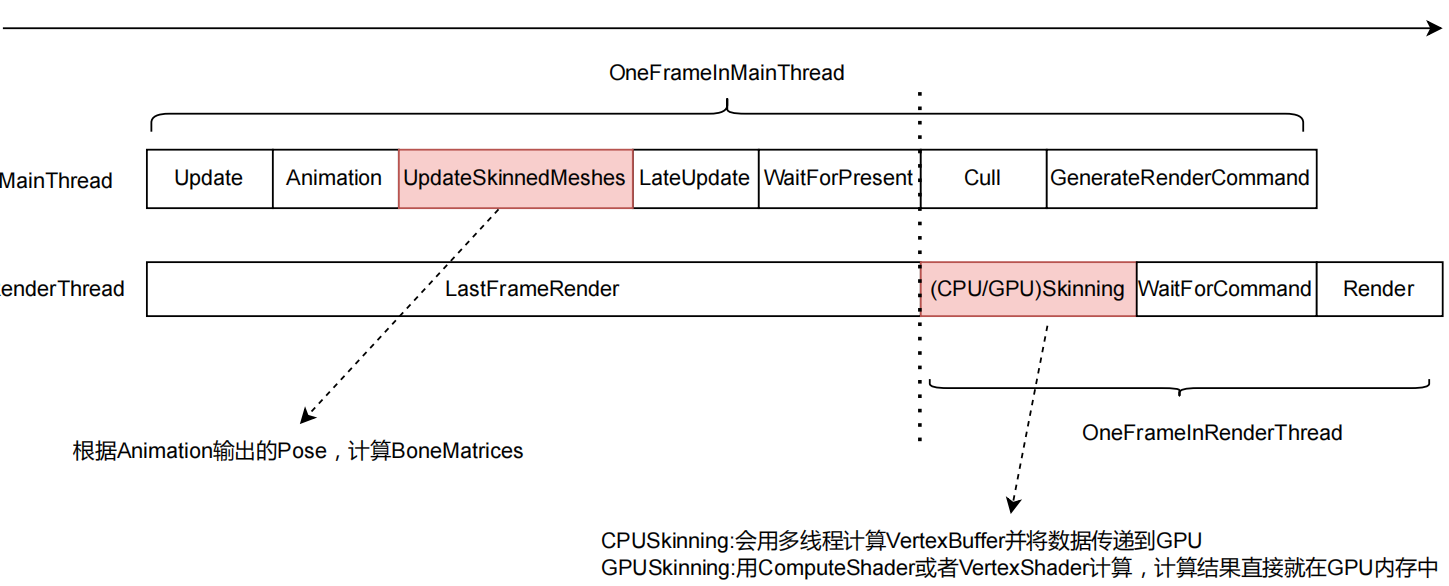 OneFrameInMainThread
MainThread
Update
Animation
UpdateSkinnedMeshes
LateUpdate
WaitForPresent
Cull
GenerateRenderCommand
enderThread
LastFrameRender
(CPU/GPU)Skinning
WaitForCommand
Render
OneFrameInRenderThread
根据Animation输出的Pose，计算BoneMatrices
CPUSkinning:会用多线程计算VertexBuffer并将数据传递到GPU
GPUSkinning:用ComputeShader或者VertexShader计算，计算结果直接就在GPU内存中